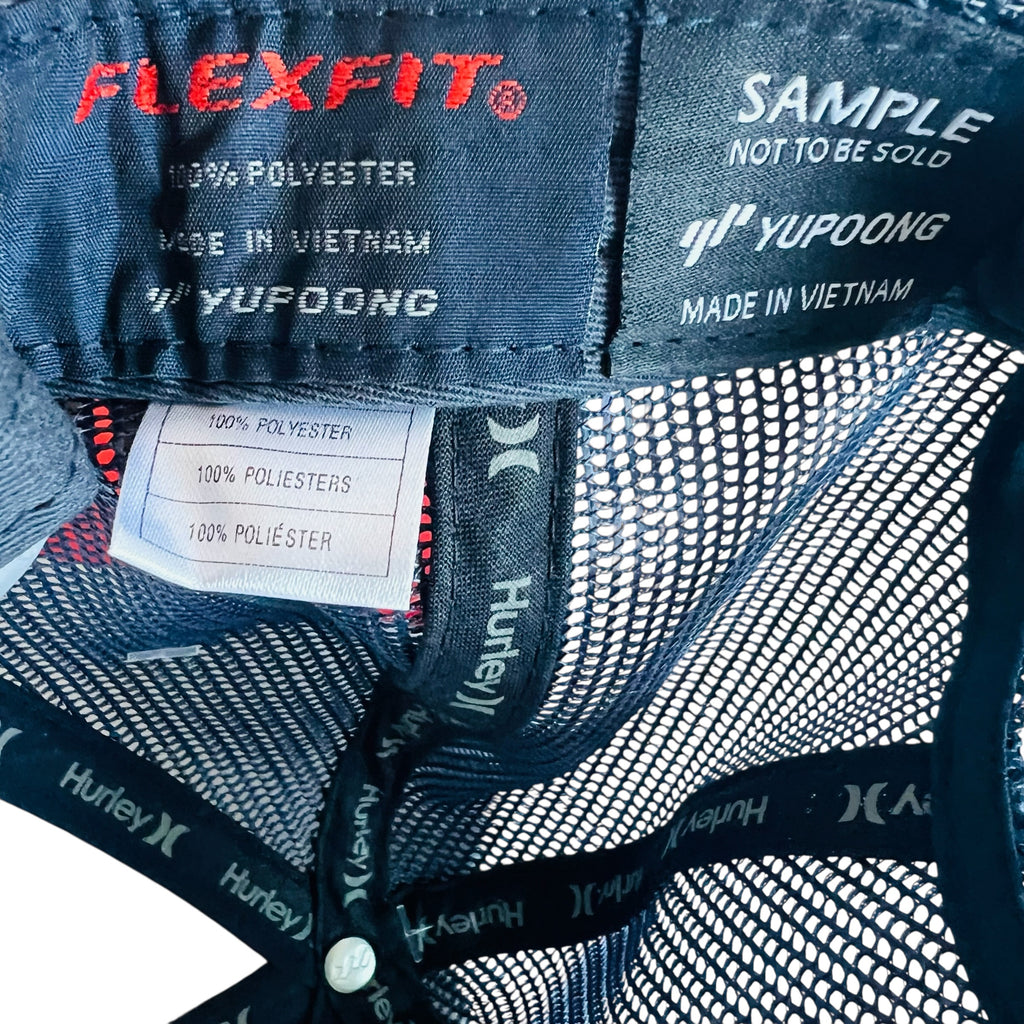 FLEXFIT®
100% POLYESTER
MADE IN VIETNAM
YUPOONG
SAMPLE
NOT TO BE SOLD
YUPOONG
MADE IN VIETNAM
100% POLYESTER
100% POLIESTERS
100% POLIÉSTER
Hurley
Hurley
Hurley
Hurley
Hurley
Hurley